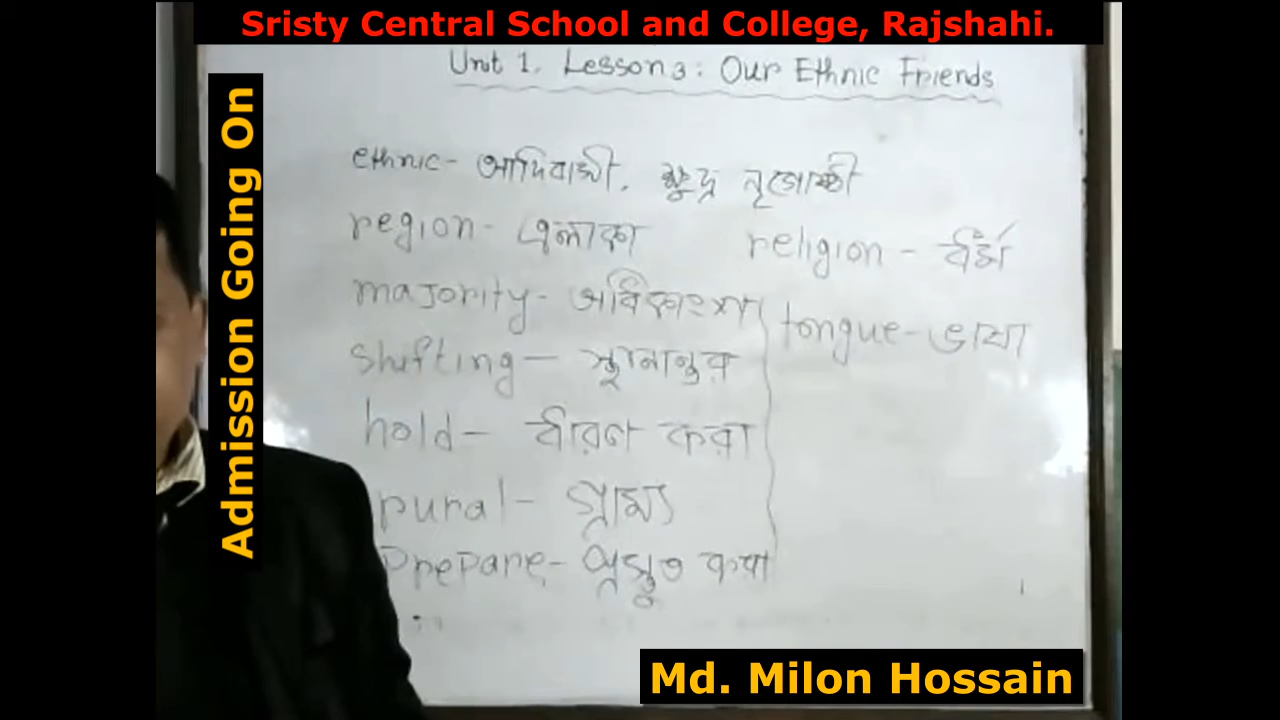 Sristy Central School and College, Rajshahi.
Admission Going On
Unit 1. Lesson 3: Our Ethnic Friends
ethnic- আদিবাসী, ক্ষুদ্র নৃগোষ্ঠী
region- এলাকা religion - ধর্ম
majority- অধিকাংশ tongue- ভাষা
shifting- স্থানান্তর
hold- ধারণ করা
rural- গ্রাম্য
prepare- প্রস্তুত করা
Md. Milon Hossain